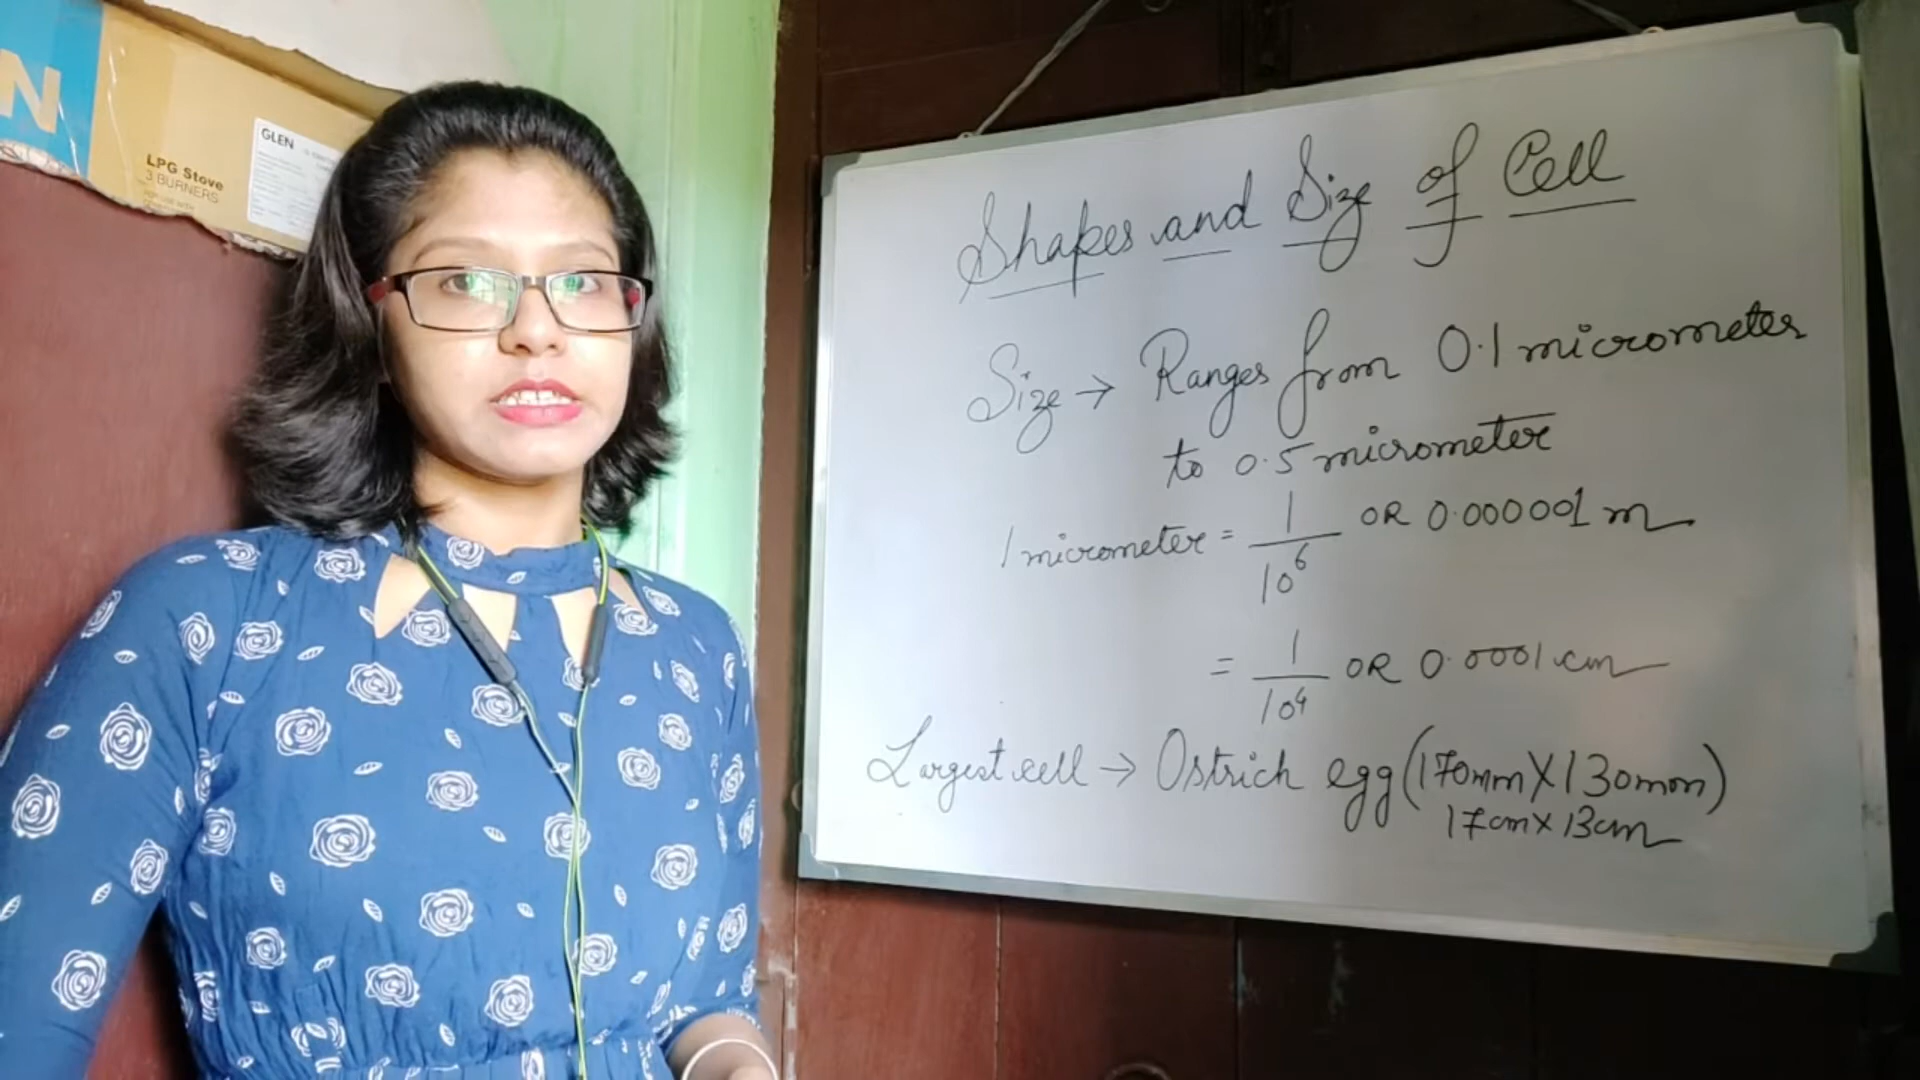 N
GLEN
LPG Stove
3 BURNERS
Shapes and Size of Cell
Size → Ranges from 0.1 micrometer
to 0.5 micrometer
1 micrometer = 1/10⁶ OR 0.000001 m
= 1/10⁴ OR 0.0001 cm
Largest cell → Ostrich egg (170mm X 130mm)
17cm x 13cm